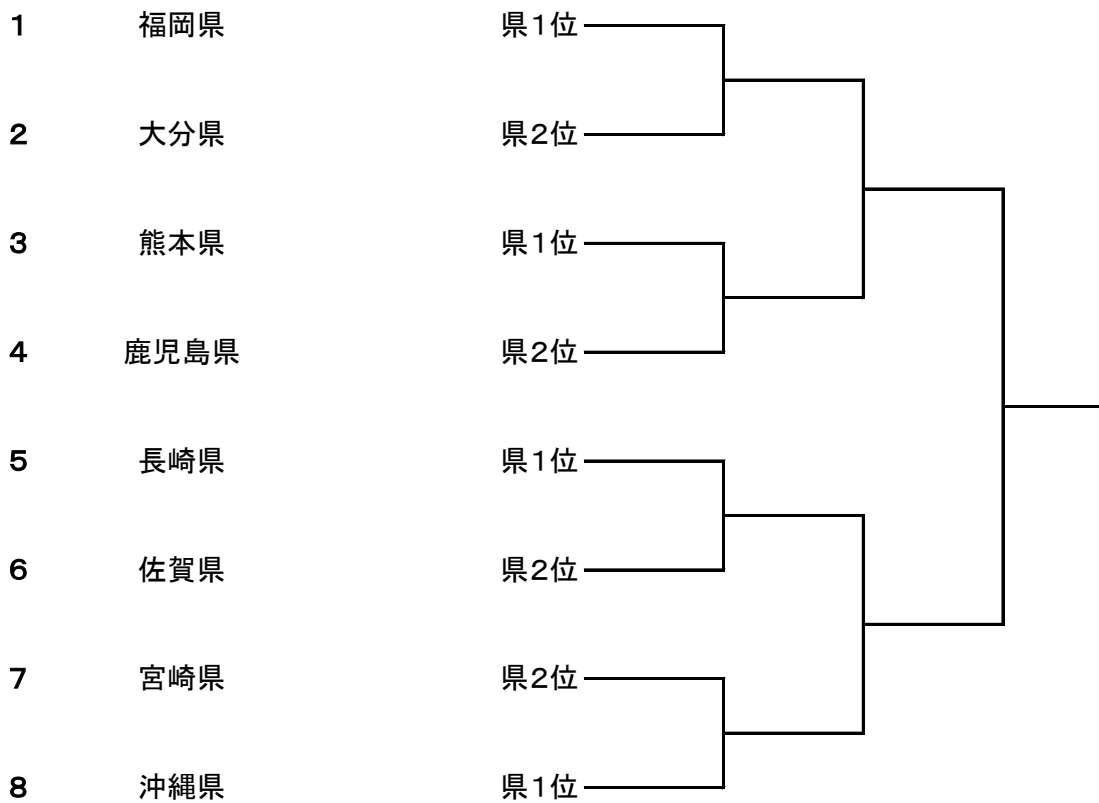 1 福岡県 県1位
2 大分県 県2位
3 熊本県 県1位
4 鹿児島県 県2位
5 長崎県 県1位
6 佐賀県 県2位
7 宮崎県 県2位
8 沖縄県 県1位